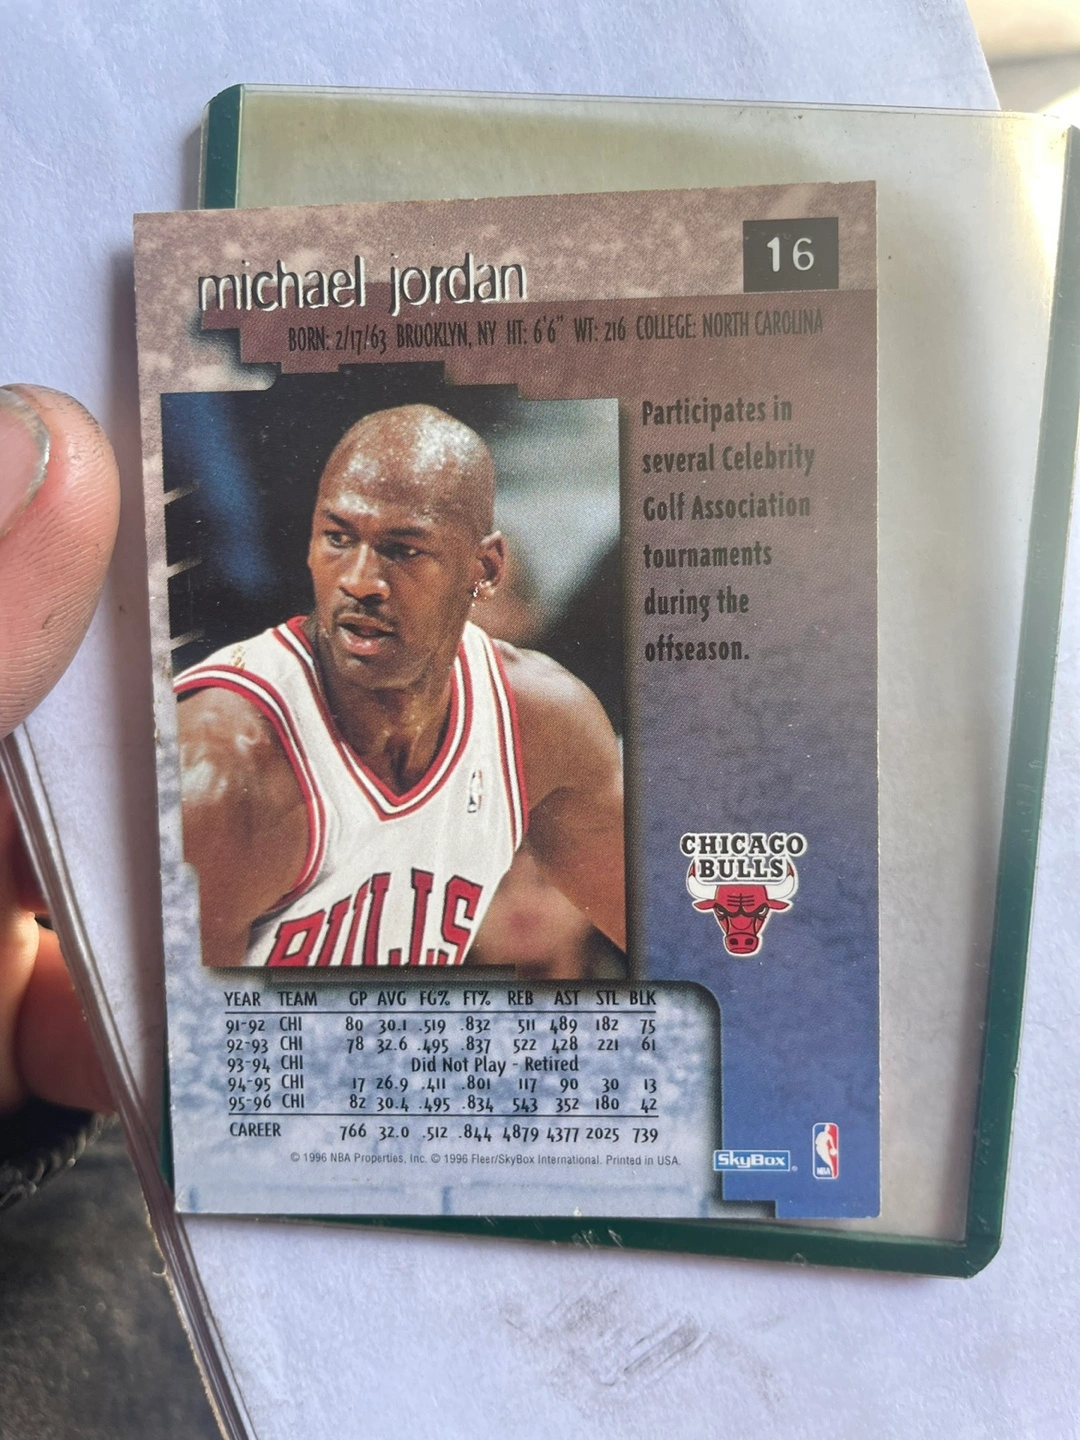 16
michael jordan
BORN: 2/17/63 BROOKLYN, NY HT: 6'6" WT: 216 COLLEGE: NORTH CAROLINA
Participates in
several Celebrity
Golf Association
tournaments
during the
offseason.
BULLS
CHICAGO
BULLS
YEAR TEAM GP AVG FG% FT% REB AST STL BLK
91-92 CHI 80 30.1 .519 .832 511 489 182 75
92-93 CHI 78 32.6 .495 .837 522 428 221 61
93-94 CHI Did Not Play - Retired
94-95 CHI 17 26.9 .411 .801 117 90 30 13
95-96 CHI 82 30.4 .495 .834 543 352 180 42
CAREER 766 32.0 .512 .844 4879 4377 2025 739
© 1996 NBA Properties, Inc. © 1996 Fleer/SkyBox International. Printed in USA.
SkyBox®
NBA